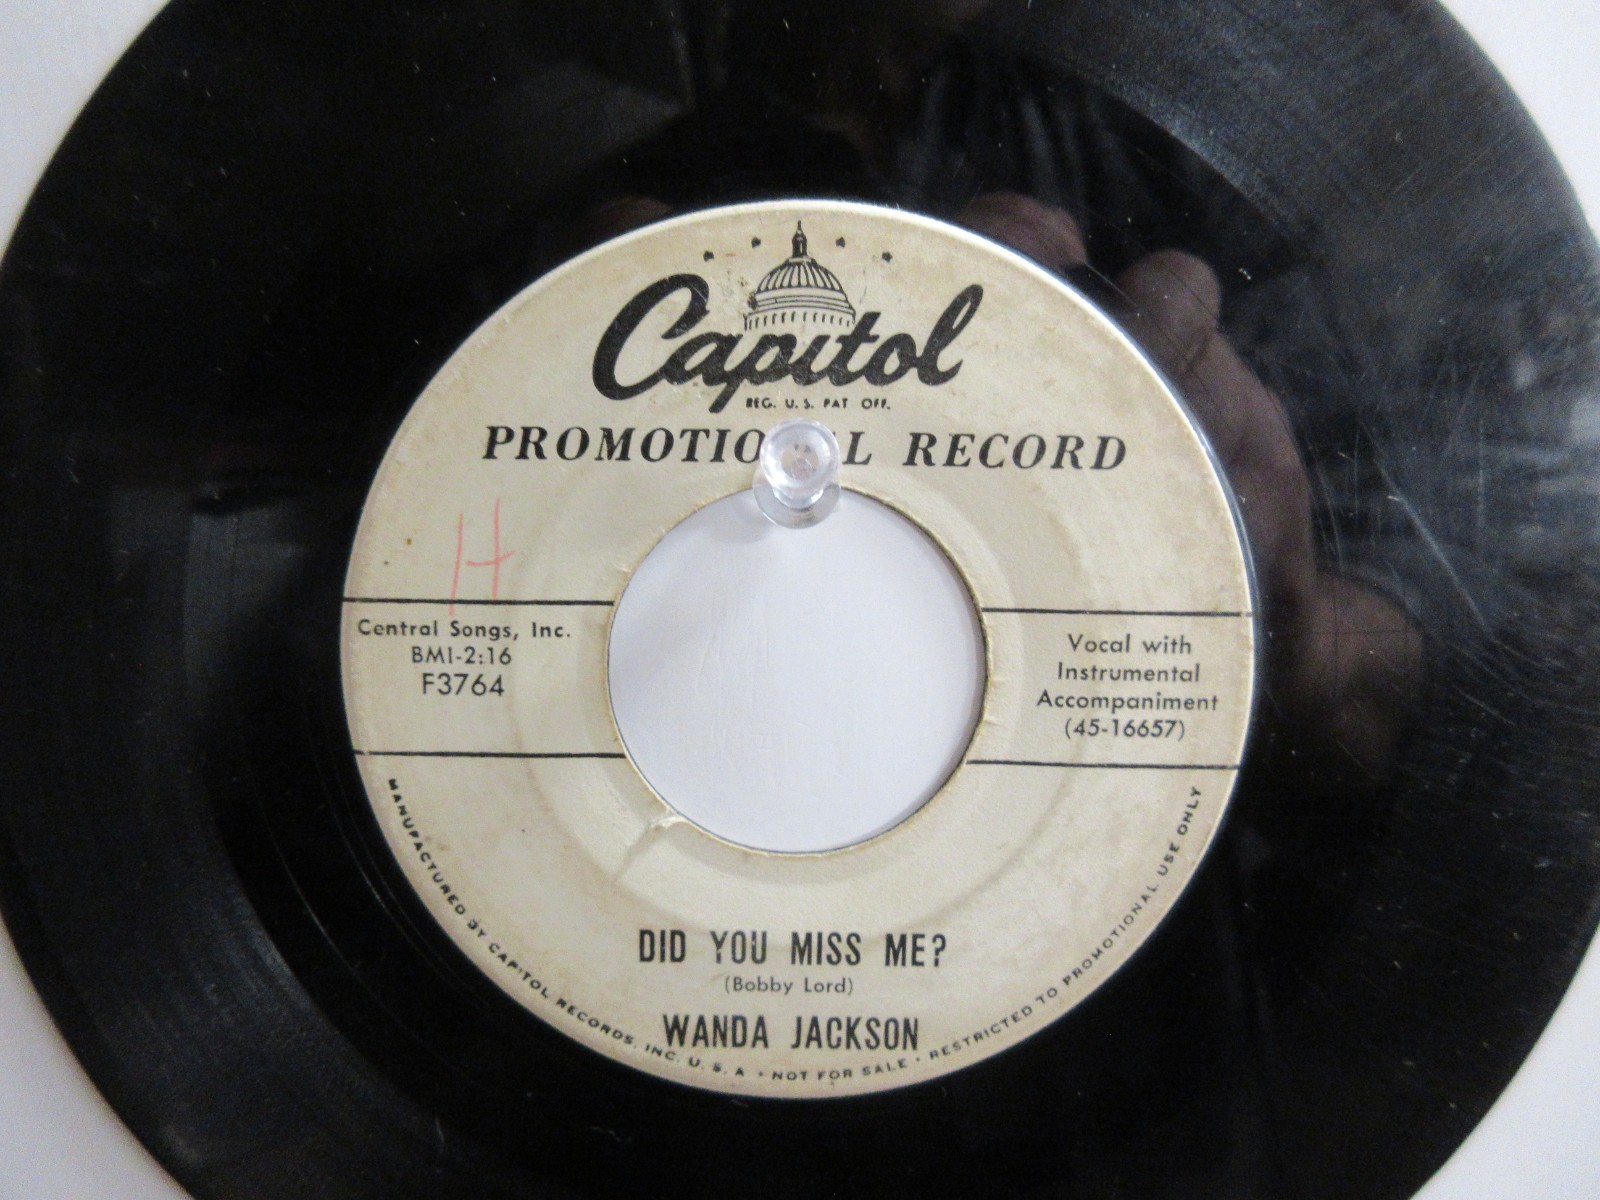 Capitol
REG. U.S. PAT OFF.
RECORD
H
Central Songs, Inc.
BMI-2:16
F3764
Vocal with
Instrumental
Accompaniment
(45-16657)
DID YOU MISS ME?
(Bobby Lord)
WANDA JACKSON
MANUFACTURED BY CAPITOL RECORDS, INC. U. S. A • NOT FOR SALE • RESTRICTED TO PROMOTIONAL USE ONLY